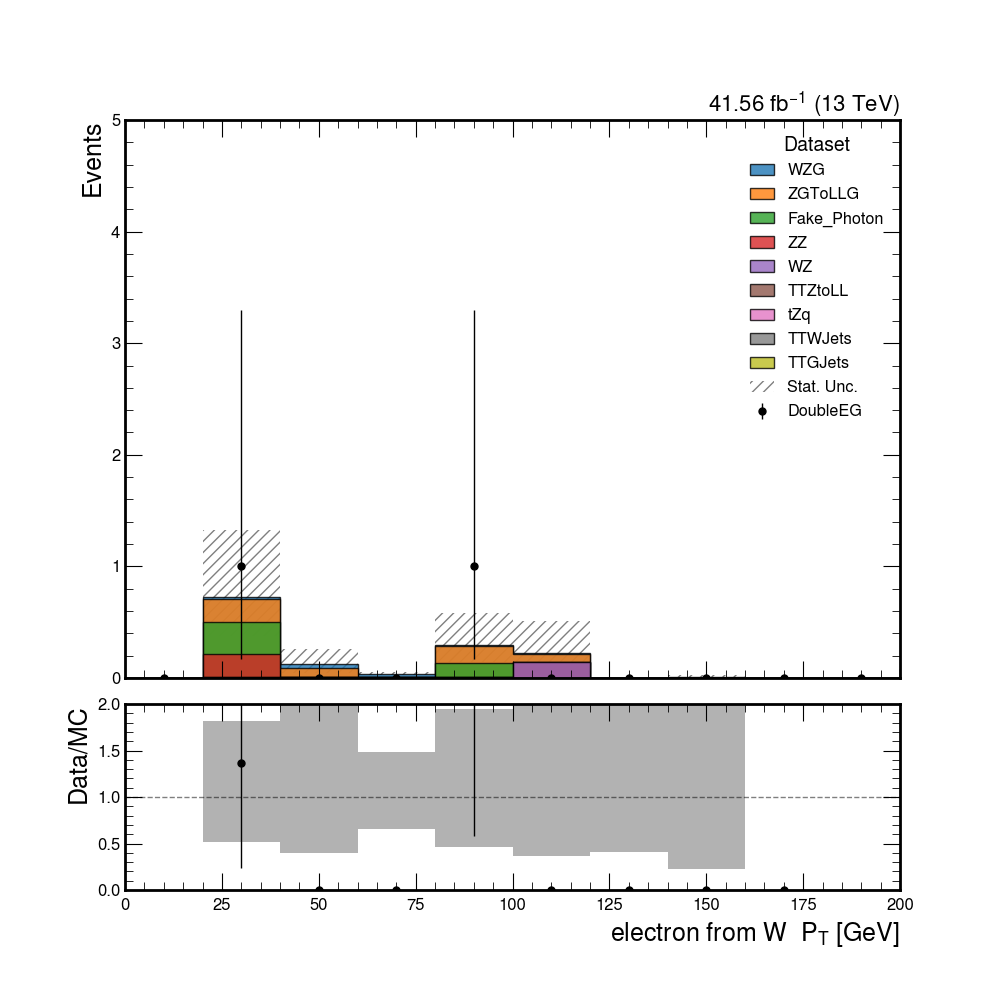 41.56 fb⁻¹ (13 TeV)
Events
5
4
3
2
1
0
Dataset
WZG
ZGToLLG
Fake_Photon
ZZ
WZ
TTZtoLL
tZq
TTWJets
TTGJets
Stat. Unc.
DoubleEG
Data/MC
2.0
1.5
1.0
0.5
0.0
0 25 50 75 100 125 150 175 200
electron from W P_T [GeV]